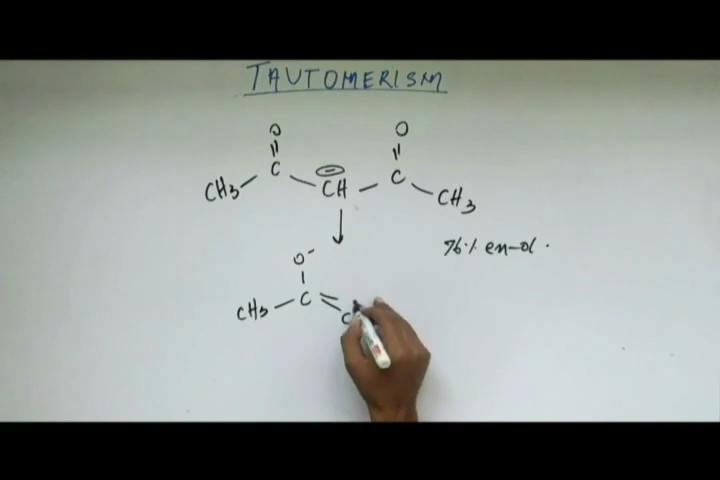 TAUTOMERISM
O O
|| ||
C C
CH3 – CH – CH3
76% en-ol.
O-
|
CH3 – C = C